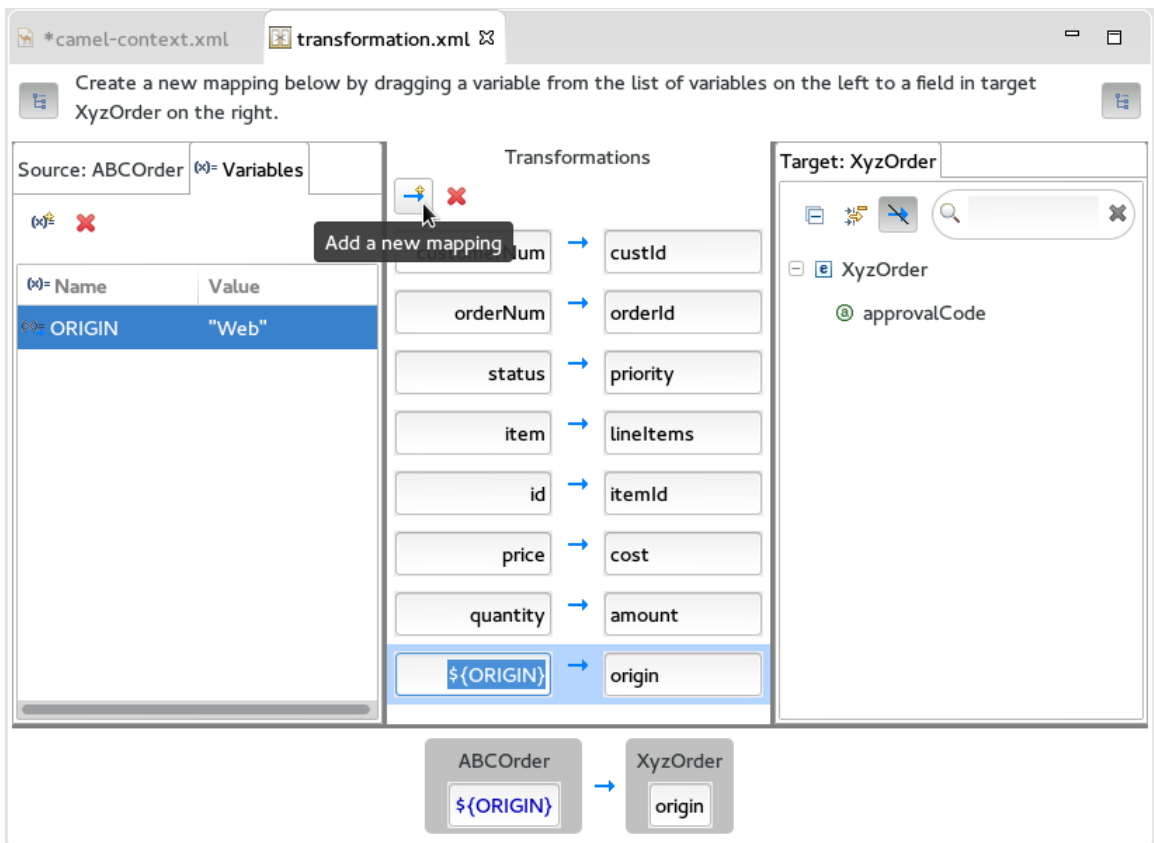 *camel-context.xml
transformation.xml
Create a new mapping below by dragging a variable from the list of variables on the left to a field in target
XyzOrder on the right.
Source: ABCOrder
(x)= Variables
(x)= Name Value
(x)= ORIGIN "Web"
Transformations
Add a new mapping
customerNum custId
orderNum orderId
status priority
item lineItems
id itemId
price cost
quantity amount
${ORIGIN} origin
Target: XyzOrder
e XyzOrder
a approvalCode
ABCOrder
${ORIGIN}
XyzOrder
origin